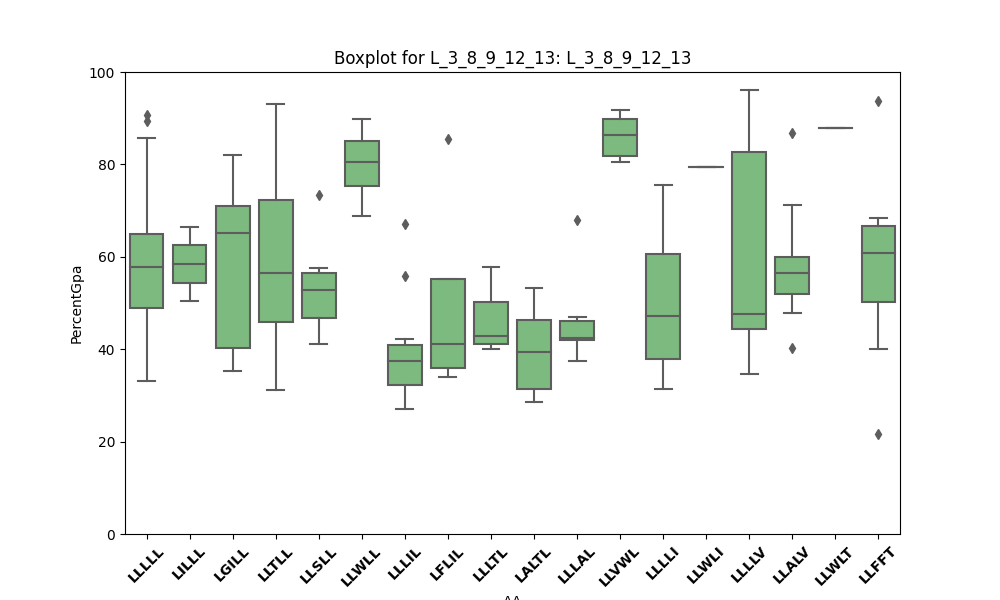 Boxplot for L_3_8_9_12_13: L_3_8_9_12_13
PercentGpa
100
80
60
40
20
0
LLLLL LILLL LGILL LLTLL LLSLL LLWLL LLLIL LFLIL LLLTL LALTL LLLAL LLVWL LLLLI LLWLI LLLLV LLALV LLWLT LLFFT
AA